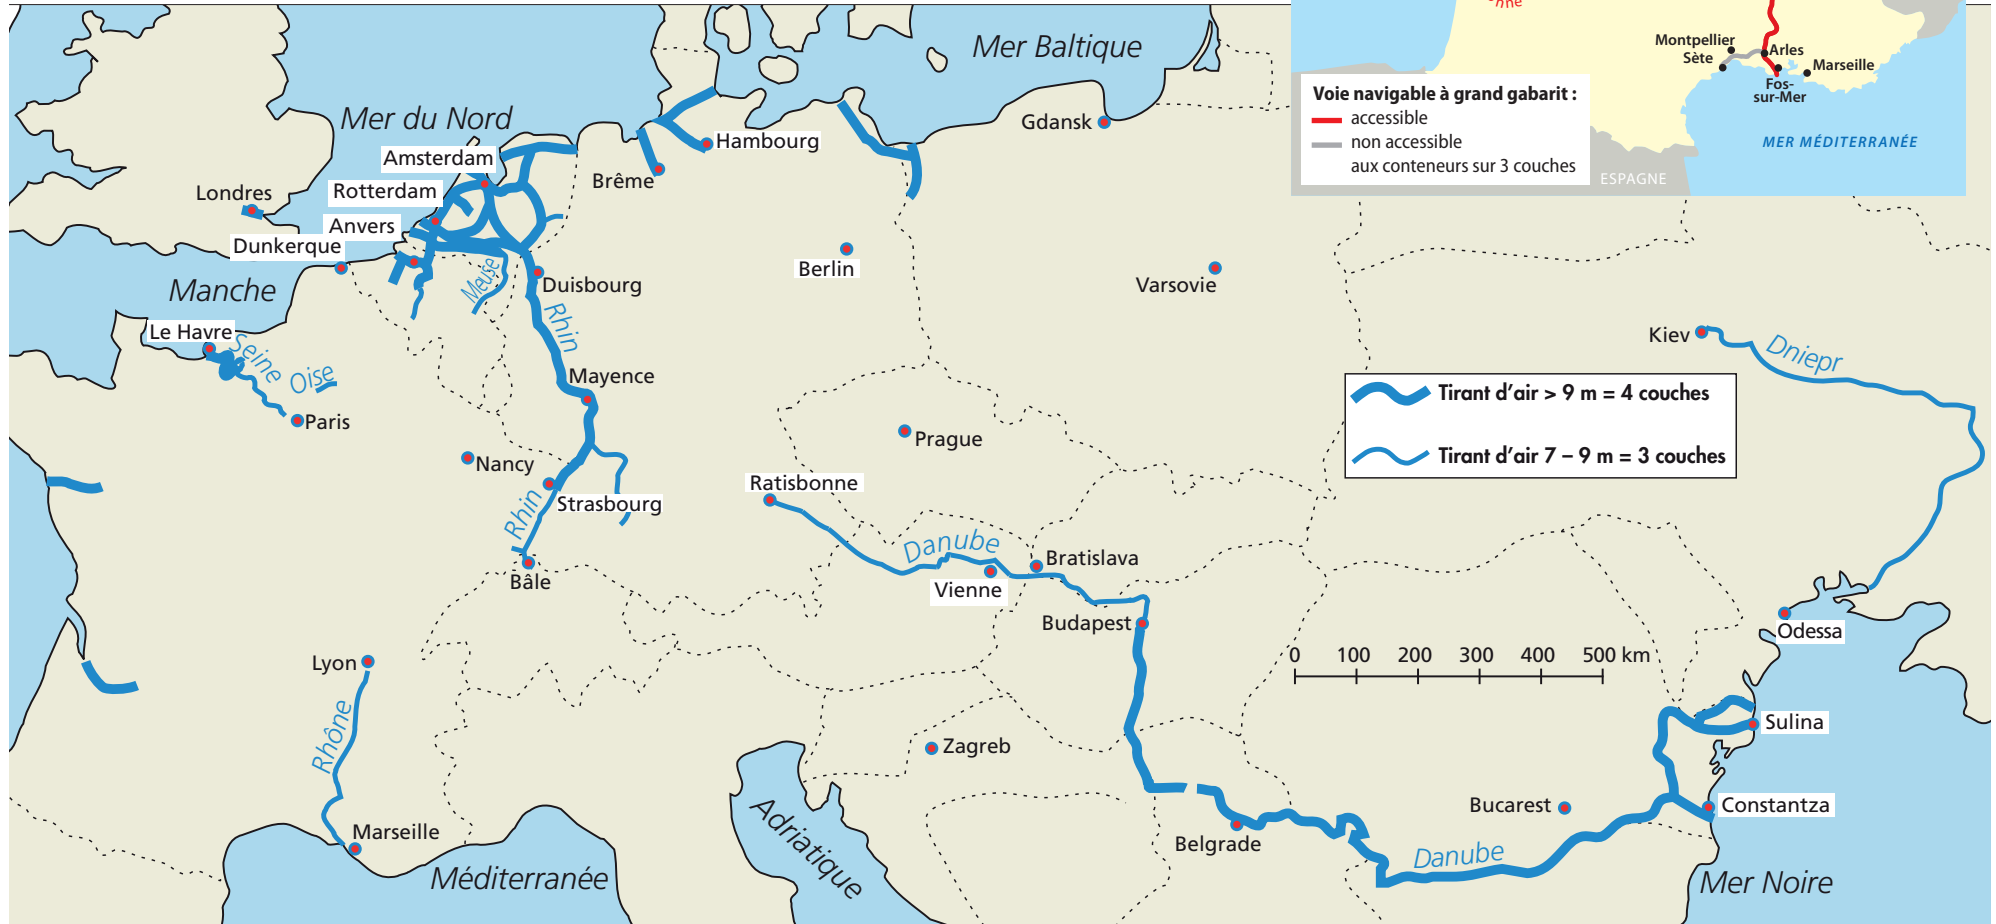 Mer Baltique
Mer du Nord
Gdansk
Hambourg
Amsterdam
Brême
Rotterdam
Londres
Anvers
Dunkerque
Berlin
Duisbourg
Varsovie
Meuse
Manche
Rhin
Le Havre
Seine
Oise
Kiev
Dniepr
Mayence
Paris
Prague
Nancy
Ratisbonne
Strasbourg
Rhin
Danube
Bratislava
Vienne
Bâle
Budapest
Odessa
Lyon
Rhône
Zagreb
Sulina
Bucarest
Constantza
Marseille
Belgrade
Danube
Adriatique
Méditerranée
Mer Noire
Tirant d'air > 9 m = 4 couches
Tirant d'air 7 – 9 m = 3 couches
0 100 200 300 400 500 km
Montpellier
Sète
Arles
Marseille
Fos-
sur-Mer
MER MÉDITERRANÉE
ESPAGNE
Voie navigable à grand gabarit :
accessible
non accessible
aux conteneurs sur 3 couches